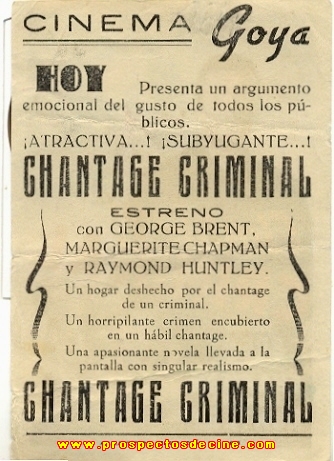 CINEMA Goya
HOY Presenta un argumento
emocional del gusto de todos los pú-
blicos.
¡ATRACTIVA...! ¡SUBYUGANTE...!
CHANTAGE CRIMINAL
ESTRENO
con GEORGE BRENT,
MARGUERITE CHAPMAN
y RAYMOND HUNTLEY.
Un hogar deshecho por el chantage
de un criminal.
Un horripilante crimen encubierto
en un hábil chantage.
Una apasionante novela llevada a la
pantalla con singular realismo.
CHANTAGE CRIMINAL
www.prospectosdecine.com